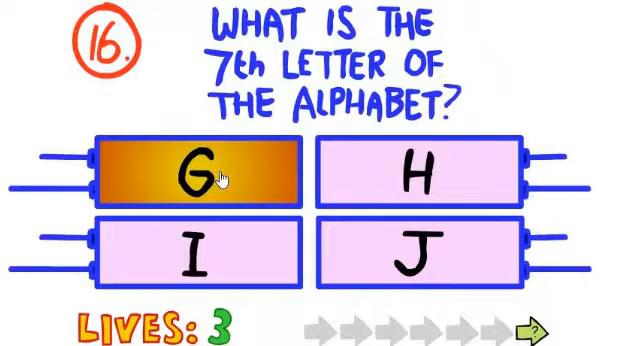 16.
WHAT IS THE
7th LETTER OF
THE ALPHABET?
G H
I J
LIVES: 3
?